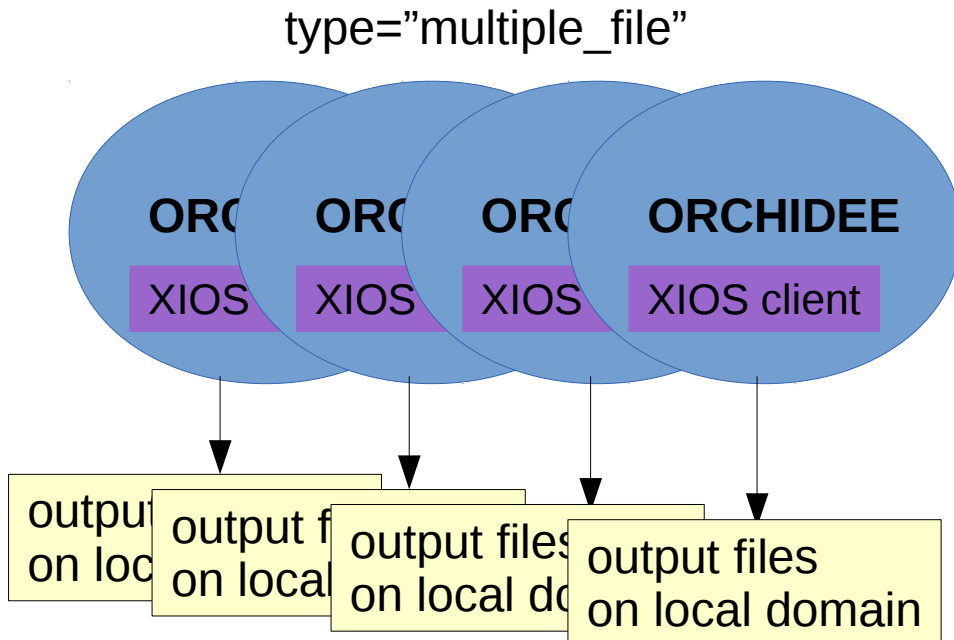 type=”multiple_file”
ORC ORC ORC ORCHIDEE
XIOS XIOS XIOS XIOS client
output output f output files output files
on loc on local on local do on local domain